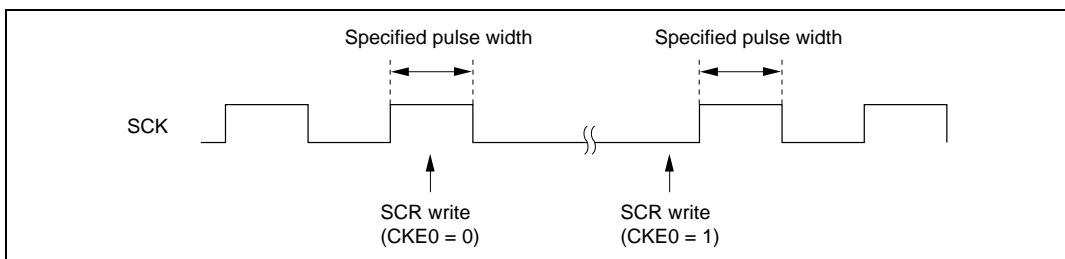 Specified pulse width
Specified pulse width
SCK
SCR write
(CKE0 = 0)
SCR write
(CKE0 = 1)